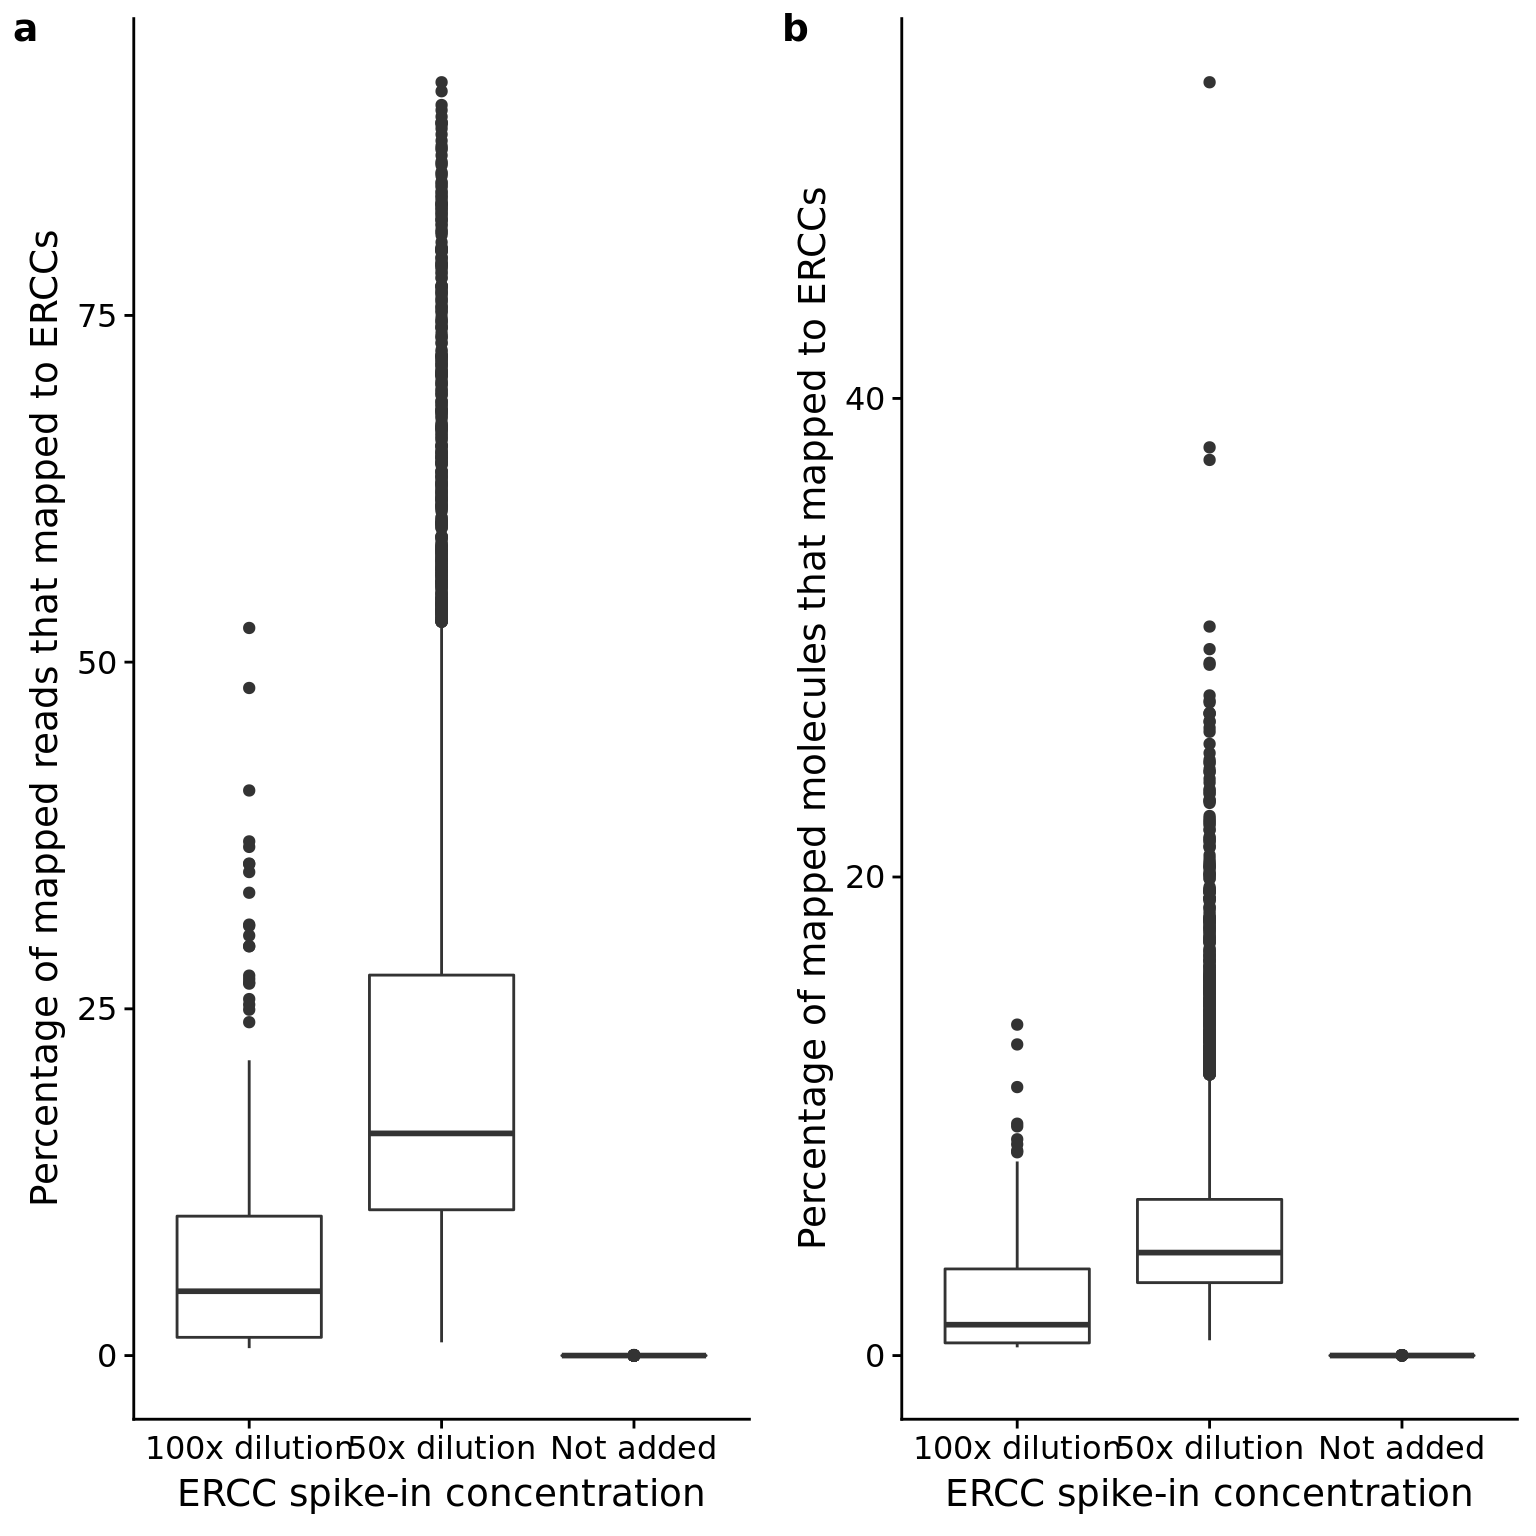 a
Percentage of mapped reads that mapped to ERCCs
75
50
25
0
100x dilution
50x dilution
Not added
ERCC spike-in concentration
b
Percentage of mapped molecules that mapped to ERCCs
40
20
0
100x dilution
50x dilution
Not added
ERCC spike-in concentration